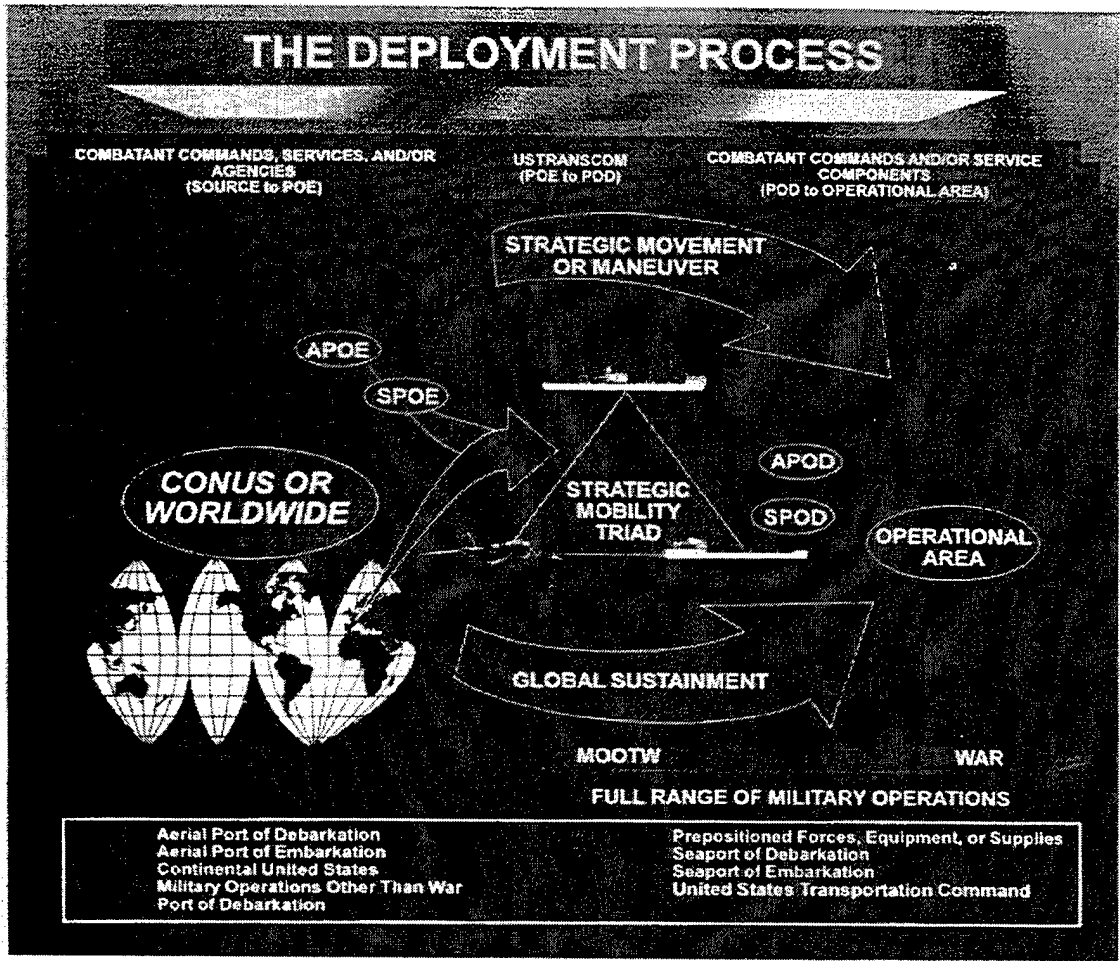 THE DEPLOYMENT PROCESS
COMBATANT COMMANDS, SERVICES, AND/OR
AGENCIES
(SOURCE to POE)
USTRANSCOM
(POE to POD)
COMBATANT COMMANDS AND/OR SERVICE
COMPONENTS
(POD to OPERATIONAL AREA)
STRATEGIC MOVEMENT
OR MANEUVER
APOE
SPOE
CONUS OR
WORLDWIDE
STRATEGIC
MOBILITY
TRIAD
APOD
SPOD
OPERATIONAL
AREA
GLOBAL SUSTAINMENT
MOOTW
WAR
FULL RANGE OF MILITARY OPERATIONS
Aerial Port of Debarkation
Aerial Port of Embarkation
Continental United States
Military Operations Other Than War
Port of Debarkation
Prepositioned Forces, Equipment, or Supplies
Seaport of Debarkation
Seaport of Embarkation
United States Transportation Command